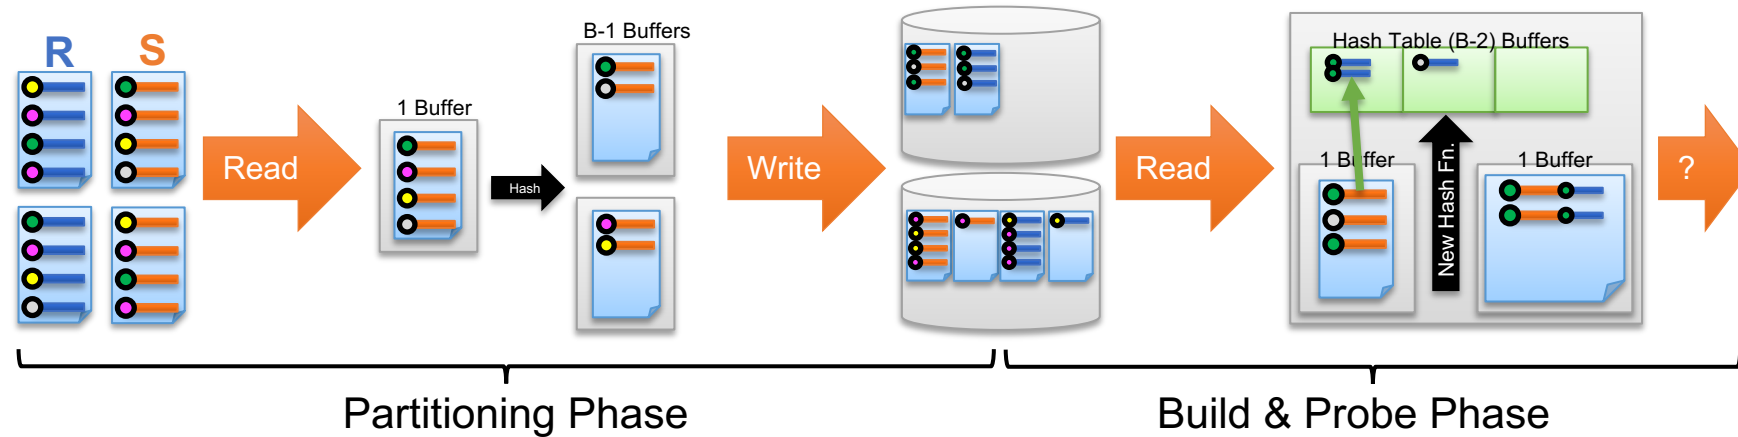 R
S
Read
1 Buffer
Hash
B-1 Buffers
Write
Read
Hash Table (B-2) Buffers
1 Buffer
New Hash Fn.
1 Buffer
?
Partitioning Phase
Build & Probe Phase